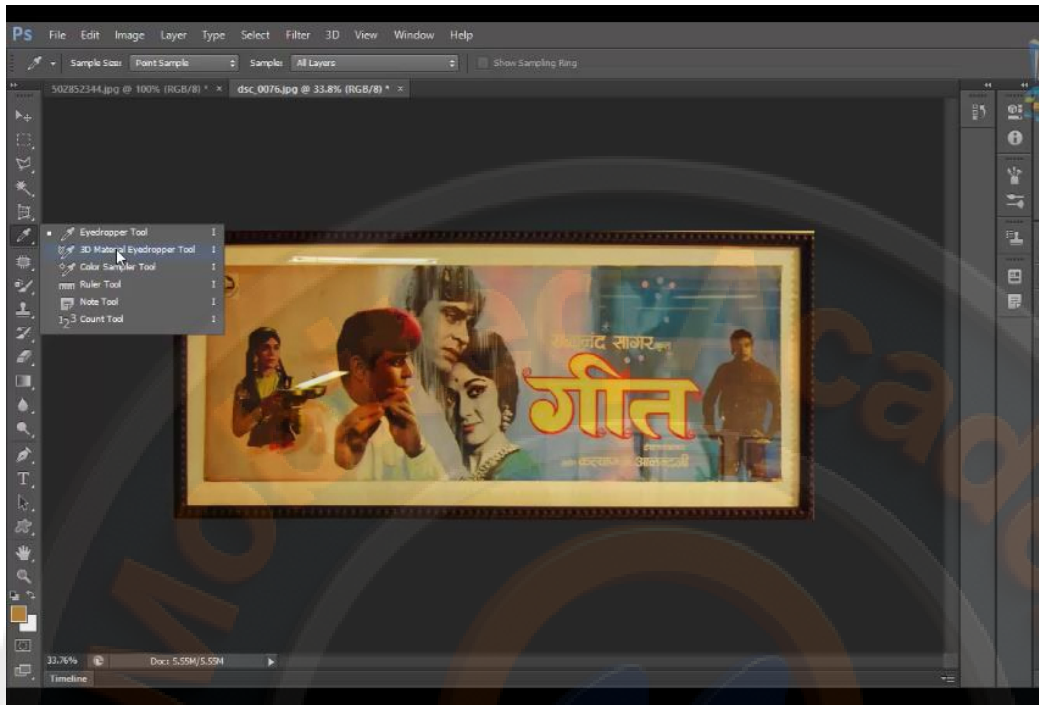 Ps File Edit Image Layer Type Select Filter 3D View Window Help
Sample Size: Point Sample Sample: All Layers Show Sampling Ring
502852344.jpg @ 100% (RGB/8) * × dsc_0076.jpg @ 33.8% (RGB/8) * ×
Eyedropper Tool I
3D Material Eyedropper Tool I
Color Sampler Tool I
Ruler Tool I
Note Tool I
Count Tool I
सागर
गीत
33.76% Doc: 5.55M/5.55M
Timeline